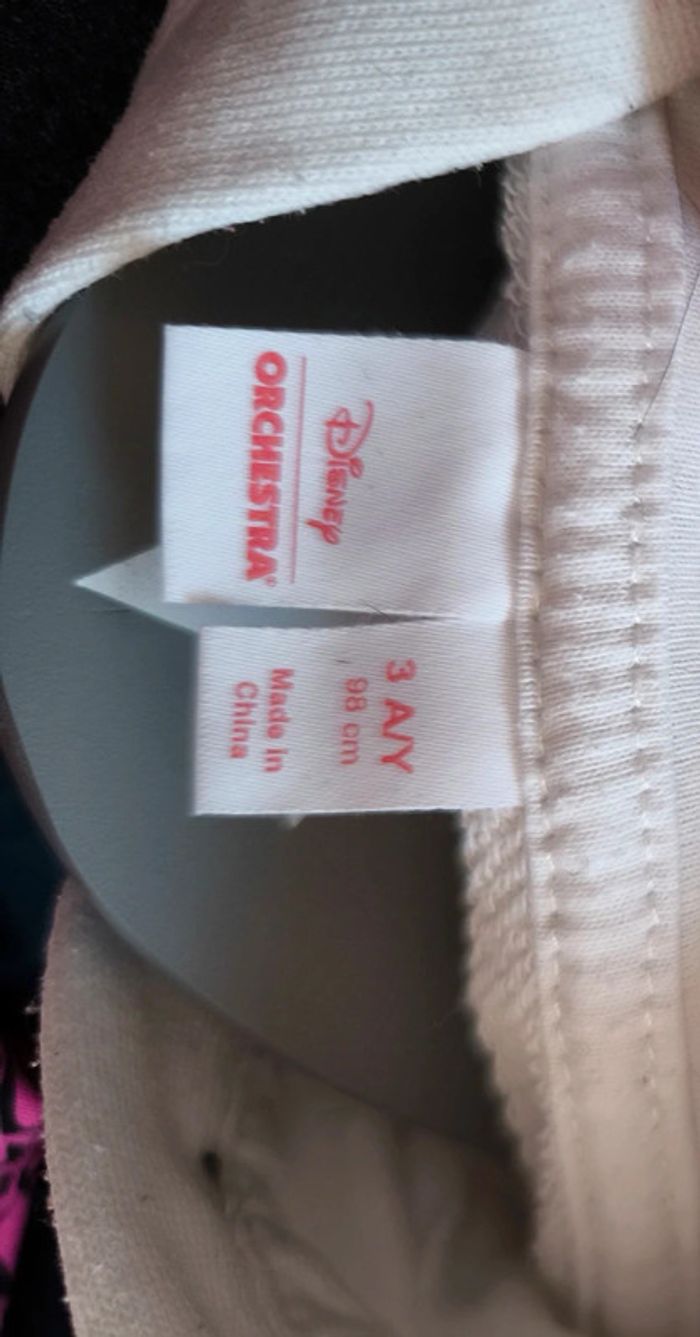 Disney
ORCHESTRA®
3 A/Y
98 cm
Made in
China